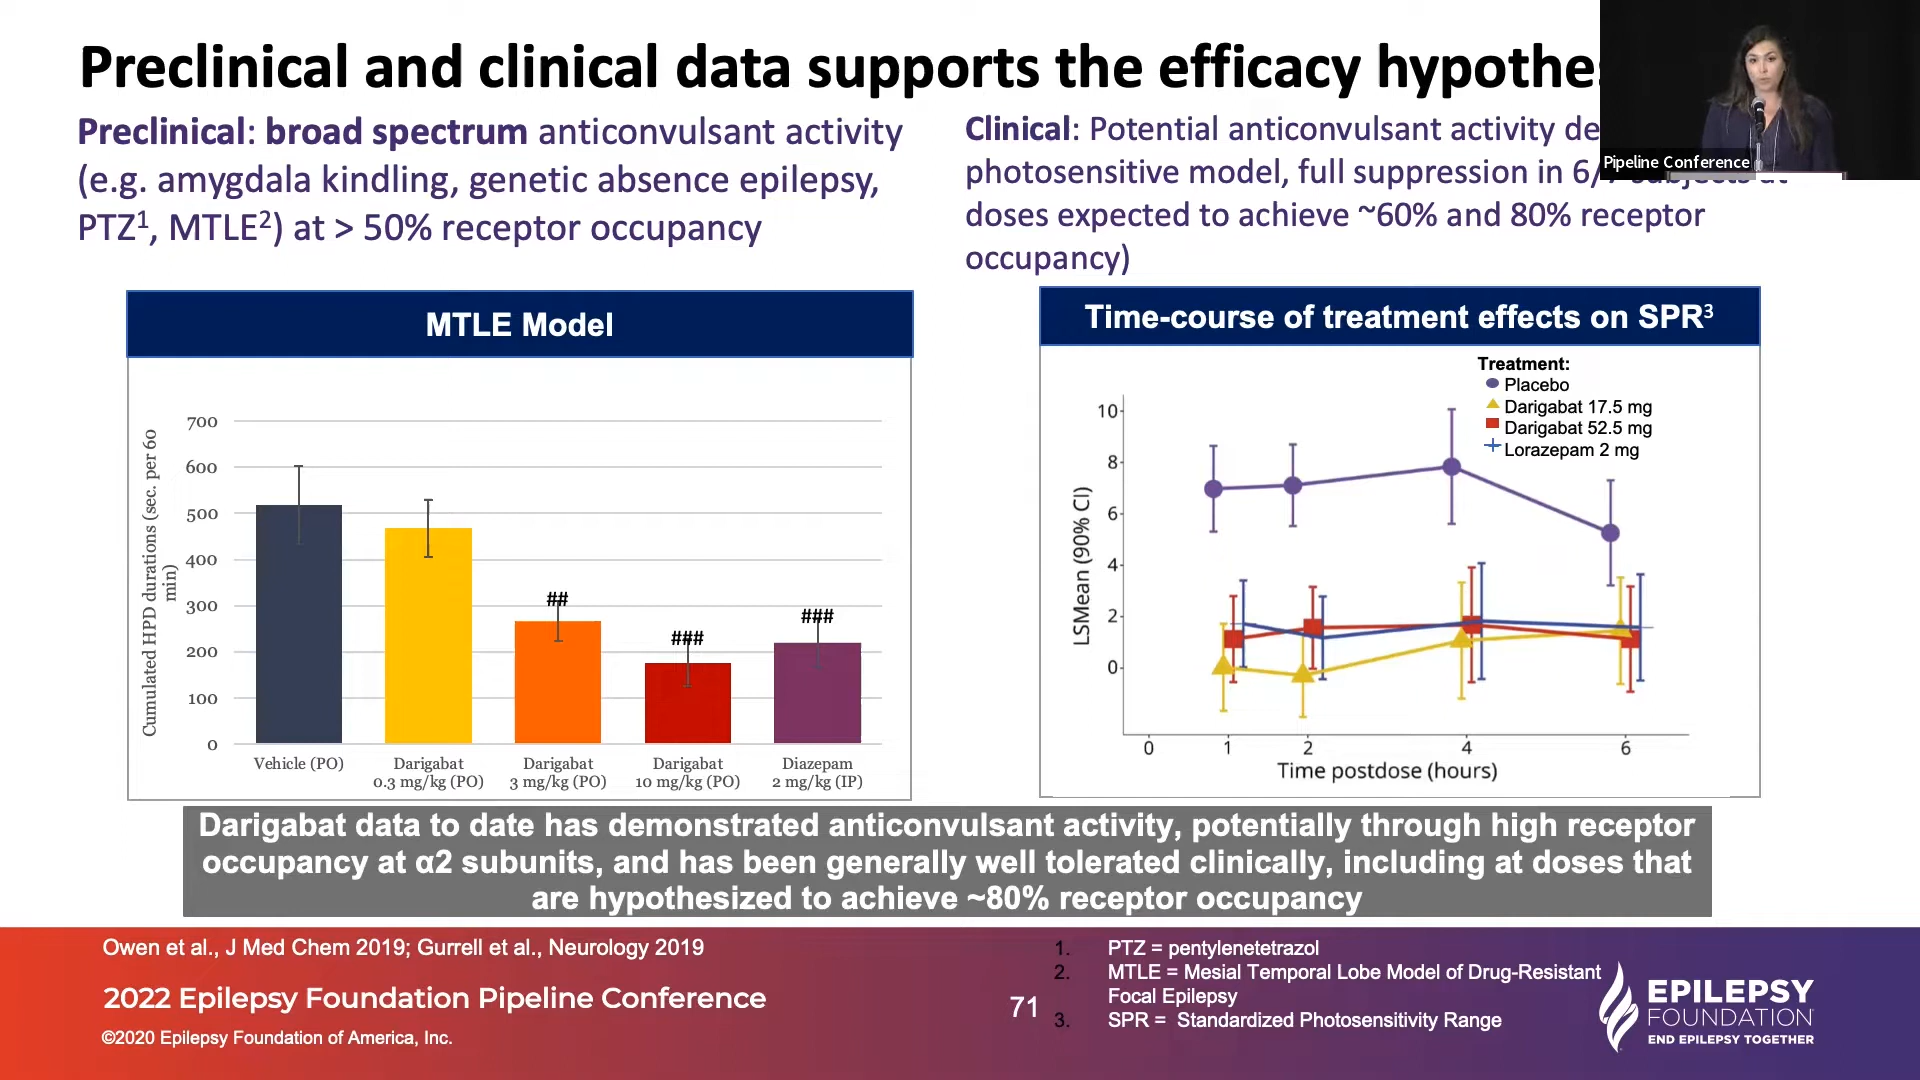 Preclinical and clinical data supports the efficacy
Preclinical: broad spectrum anticonvulsant activity
(e.g. amygdala kindling, genetic absence epilepsy,
PTZ1, MTLE2) at > 50% receptor occupancy
Clinical: Potential anticonvulsant activity
photosensitive model, full suppression in
doses expected to achieve ~60% and 80% receptor
occupancy)
Pipeline Conference
MTLE Model
Cumulated HPD durations (sec. per 60
min)
700
600
500
400
300
200
100
0
##
###
###
Vehicle (PO)
Darigabat
0.3 mg/kg (PO)
Darigabat
3 mg/kg (PO)
Darigabat
10 mg/kg (PO)
Diazepam
2 mg/kg (IP)
Time-course of treatment effects on SPR3
Treatment:
Placebo
Darigabat 17.5 mg
Darigabat 52.5 mg
Lorazepam 2 mg
LSMean (90% CI)
10
8
6
4
2
0
0 1 2 4 6
Time postdose (hours)
Darigabat data to date has demonstrated anticonvulsant activity, potentially through high receptor
occupancy at α2 subunits, and has been generally well tolerated clinically, including at doses that
are hypothesized to achieve ~80% receptor occupancy
Owen et al., J Med Chem 2019; Gurrell et al., Neurology 2019
2022 Epilepsy Foundation Pipeline Conference
©2020 Epilepsy Foundation of America, Inc.
71
1. PTZ = pentylenetetrazol
2. MTLE = Mesial Temporal Lobe Model of Drug-Resistant
Focal Epilepsy
3. SPR = Standardized Photosensitivity Range
EPILEPSY
FOUNDATION
END EPILEPSY TOGETHER